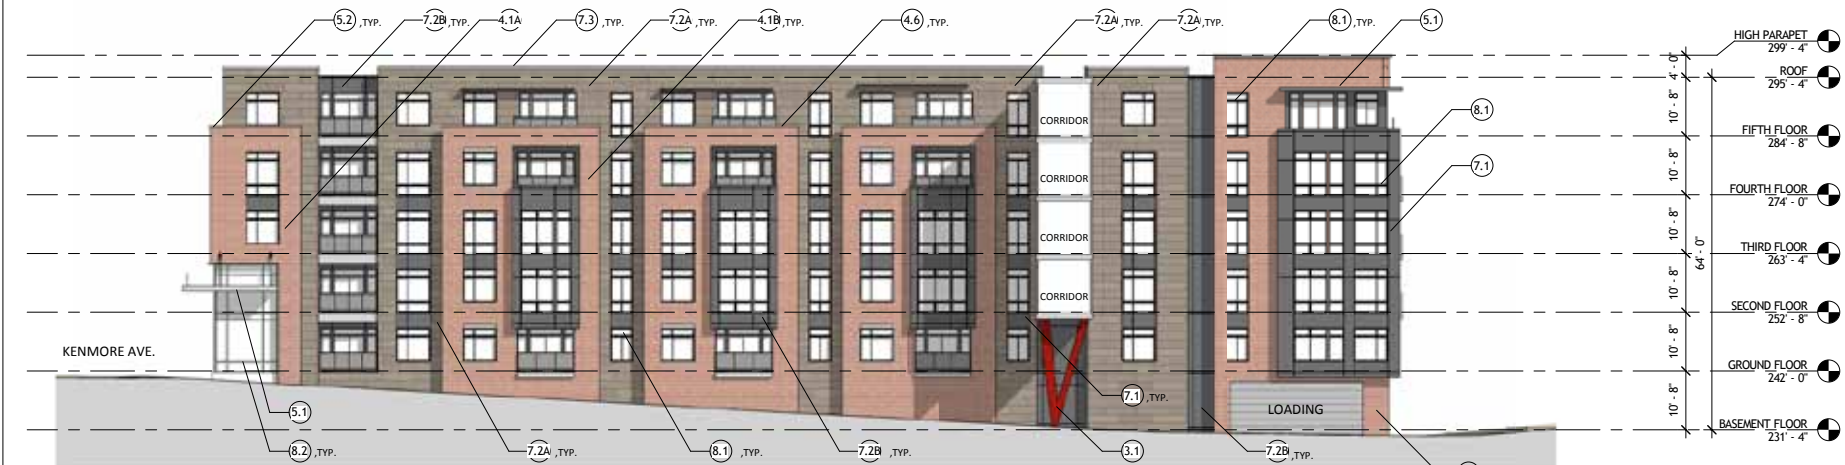 5.2 ,TYP.
7.2B ,TYP.
4.1A
7.3 ,TYP.
7.2A ,TYP.
4.1B ,TYP.
4.6 ,TYP.
7.2A ,TYP.
7.2A ,TYP.
8.1 ,TYP.
5.1
HIGH PARAPET
299' - 4"
4' - 0"
ROOF
295' - 4"
10' - 8"
8.1
CORRIDOR
FIFTH FLOOR
284' - 8"
10' - 8"
7.1
CORRIDOR
FOURTH FLOOR
274' - 0"
10' - 8"
CORRIDOR
THIRD FLOOR
263' - 4"
64' - 0"
10' - 8"
CORRIDOR
SECOND FLOOR
252' - 8"
10' - 8"
KENMORE AVE.
GROUND FLOOR
242' - 0"
10' - 8"
7.1 ,TYP.
5.1
LOADING
BASEMENT FLOOR
231' - 4"
8.2 ,TYP.
7.2A ,TYP.
8.1 ,TYP.
7.2B ,TYP.
3.1
7.2B ,TYP.